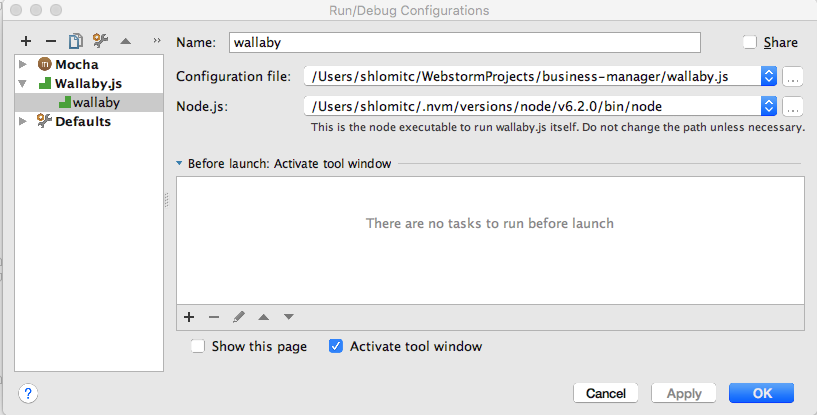 Run/Debug Configurations
»
Name: wallaby
Share
Mocha
Wallaby.js
wallaby
Defaults
Configuration file: /Users/shlomitc/WebstormProjects/business-manager/wallaby.js ...
Node.js: /Users/shlomitc/.nvm/versions/node/v6.2.0/bin/node ...
This is the node executable to run wallaby.js itself. Do not change the path unless necessary.
Before launch: Activate tool window
There are no tasks to run before launch
Show this page Activate tool window
? Cancel Apply OK